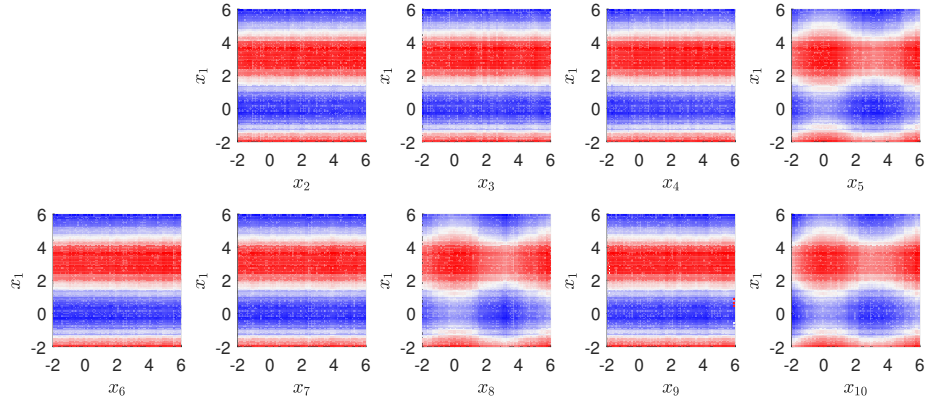 6 6 6 6
4 4 4 4
x₁ 2 x₁ 2 x₁ 2 x₁ 2
0 0 0 0
-2 -2 -2 -2
-2 0 2 4 6 -2 0 2 4 6 -2 0 2 4 6 -2 0 2 4 6
x₂ x₃ x₄ x₅
6 6 6 6 6
4 4 4 4 4
x₁ 2 x₁ 2 x₁ 2 x₁ 2 x₁ 2
0 0 0 0 0
-2 -2 -2 -2 -2
-2 0 2 4 6 -2 0 2 4 6 -2 0 2 4 6 -2 0 2 4 6 -2 0 2 4 6
x₆ x₇ x₈ x₉ x₁₀